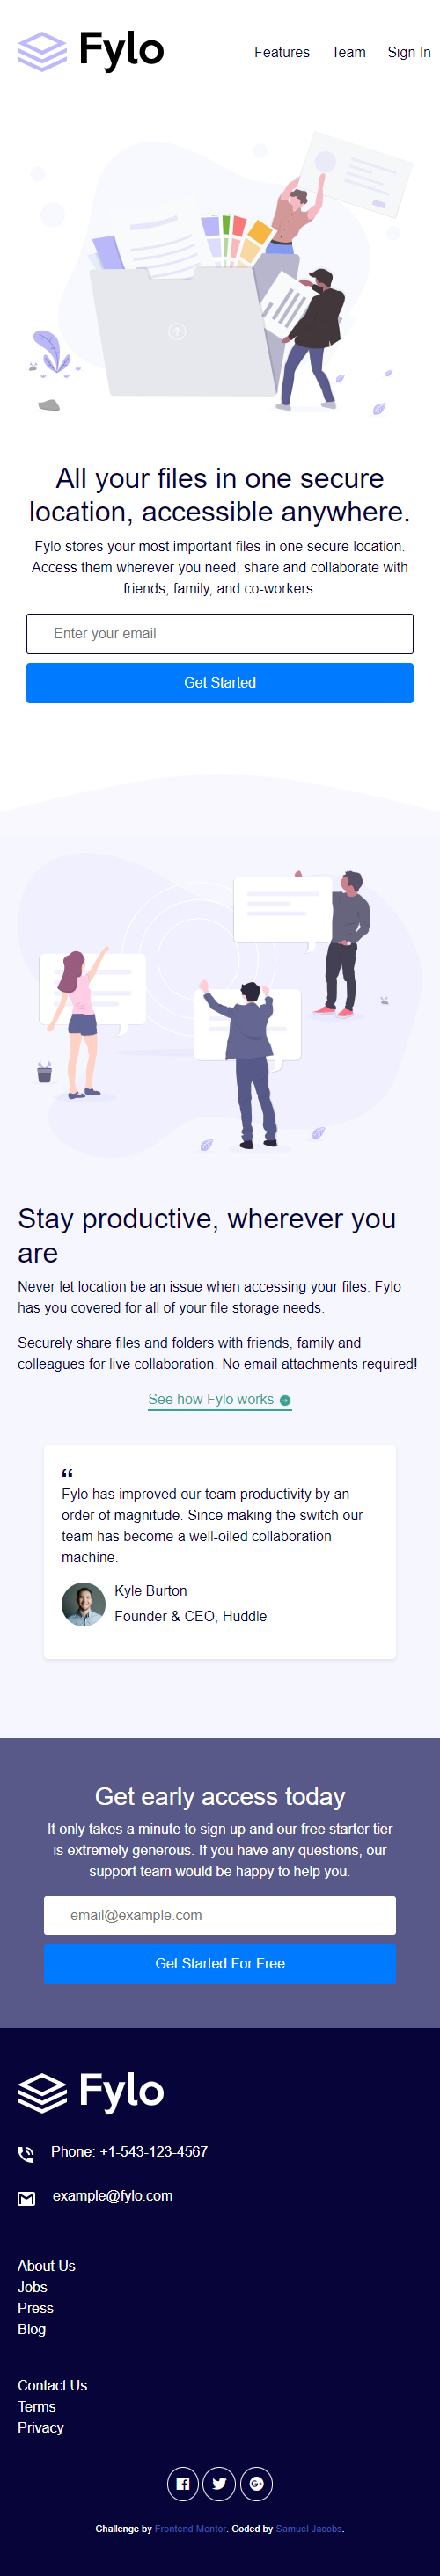 Fylo
Features Team Sign In
All your files in one secure
location, accessible anywhere.
Fylo stores your most important files in one secure location.
Access them wherever you need, share and collaborate with
friends, family, and co-workers.
Enter your email
Get Started
Stay productive, wherever you
are
Never let location be an issue when accessing your files. Fylo
has you covered for all of your file storage needs.
Securely share files and folders with friends, family and
colleagues for live collaboration. No email attachments required!
See how Fylo works
“
Fylo has improved our team productivity by an
order of magnitude. Since making the switch our
team has become a well-oiled collaboration
machine.
Kyle Burton
Founder & CEO, Huddle
Get early access today
It only takes a minute to sign up and our free starter tier
is extremely generous. If you have any questions, our
support team would be happy to help you.
email@example.com
Get Started For Free
Fylo
Phone: +1-543-123-4567
example@fylo.com
About Us
Jobs
Press
Blog
Contact Us
Terms
Privacy
Challenge by Frontend Mentor. Coded by Samuel Jacobs.